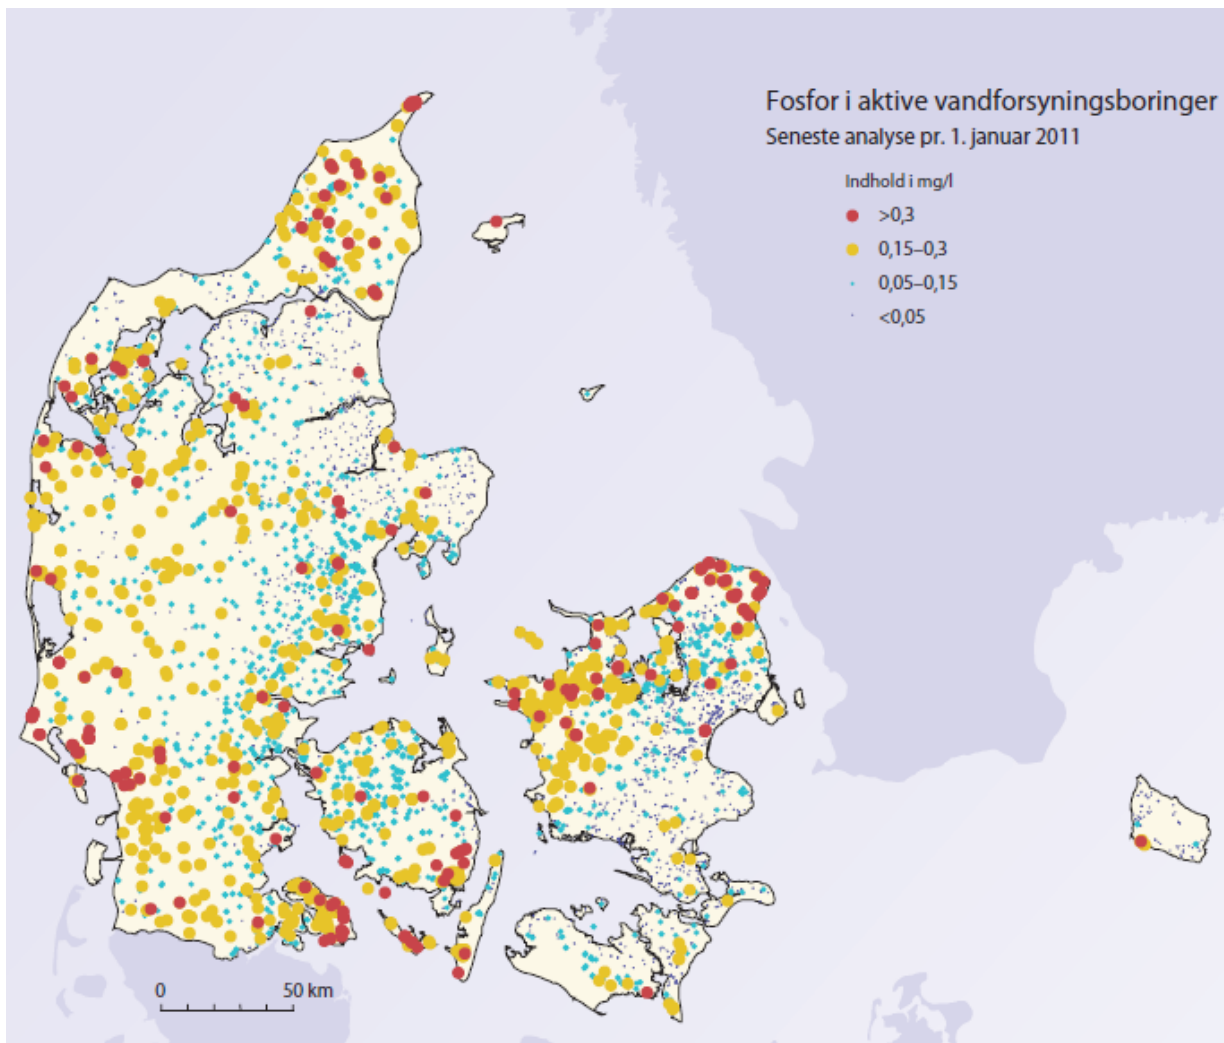 Fosfor i aktive vandforsyningsboringer
Seneste analyse pr. 1. januar 2011
Indhold i mg/l
>0,3
0,15–0,3
0,05–0,15
<0,05
0 50 km